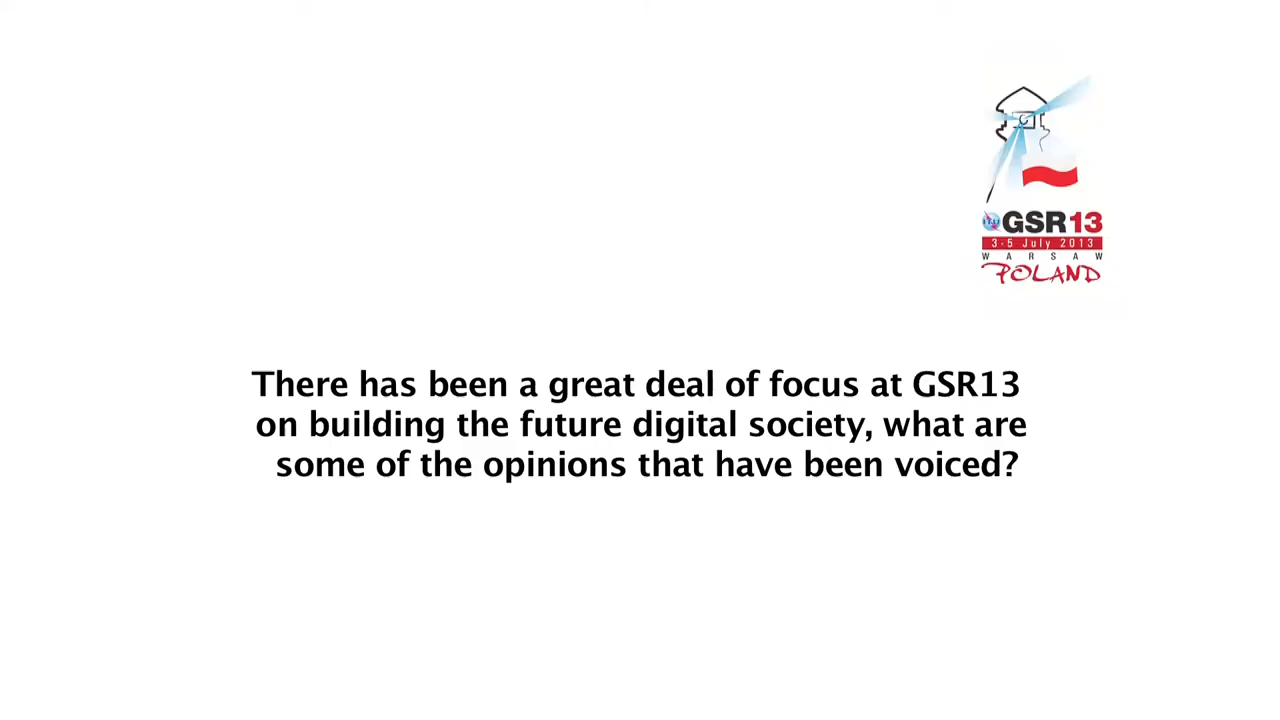 GSR13
3-5 July 2013
WARSAW
POLAND
There has been a great deal of focus at GSR13
on building the future digital society, what are
some of the opinions that have been voiced?